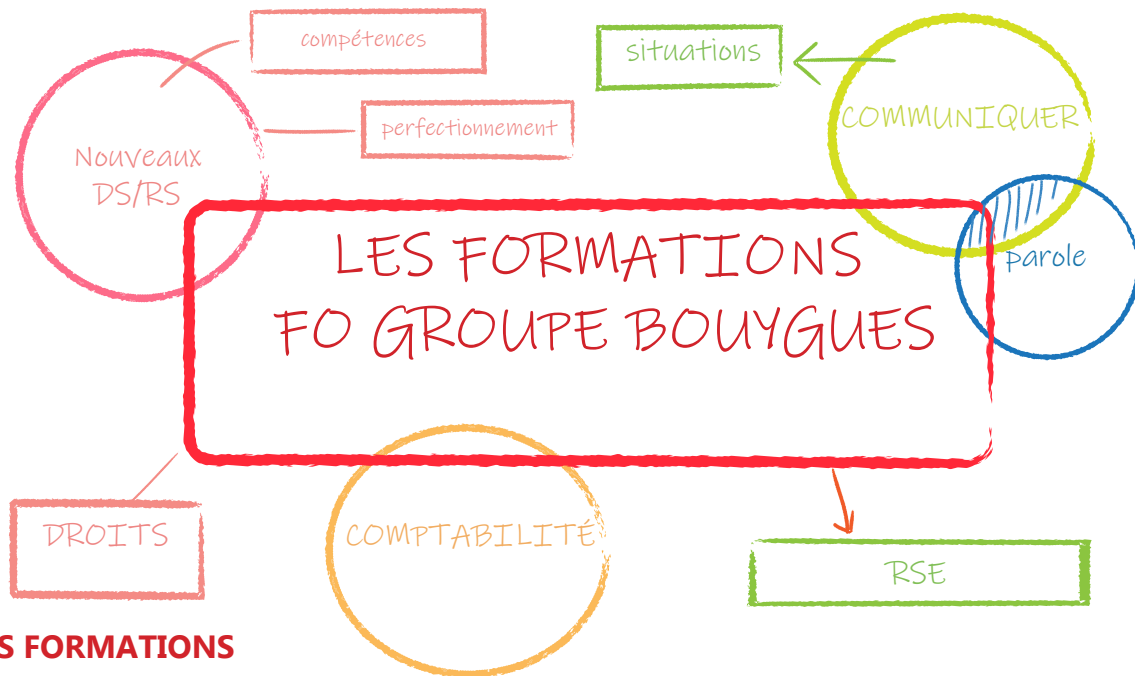 compétences
situations
perfectionnement
COMMUNIQUER
Nouveaux
DS/RS
parole
LES FORMATIONS
FO GROUPE BOUYGUES
DROITS
COMPTABILITÉ
RSE
S FORMATIONS